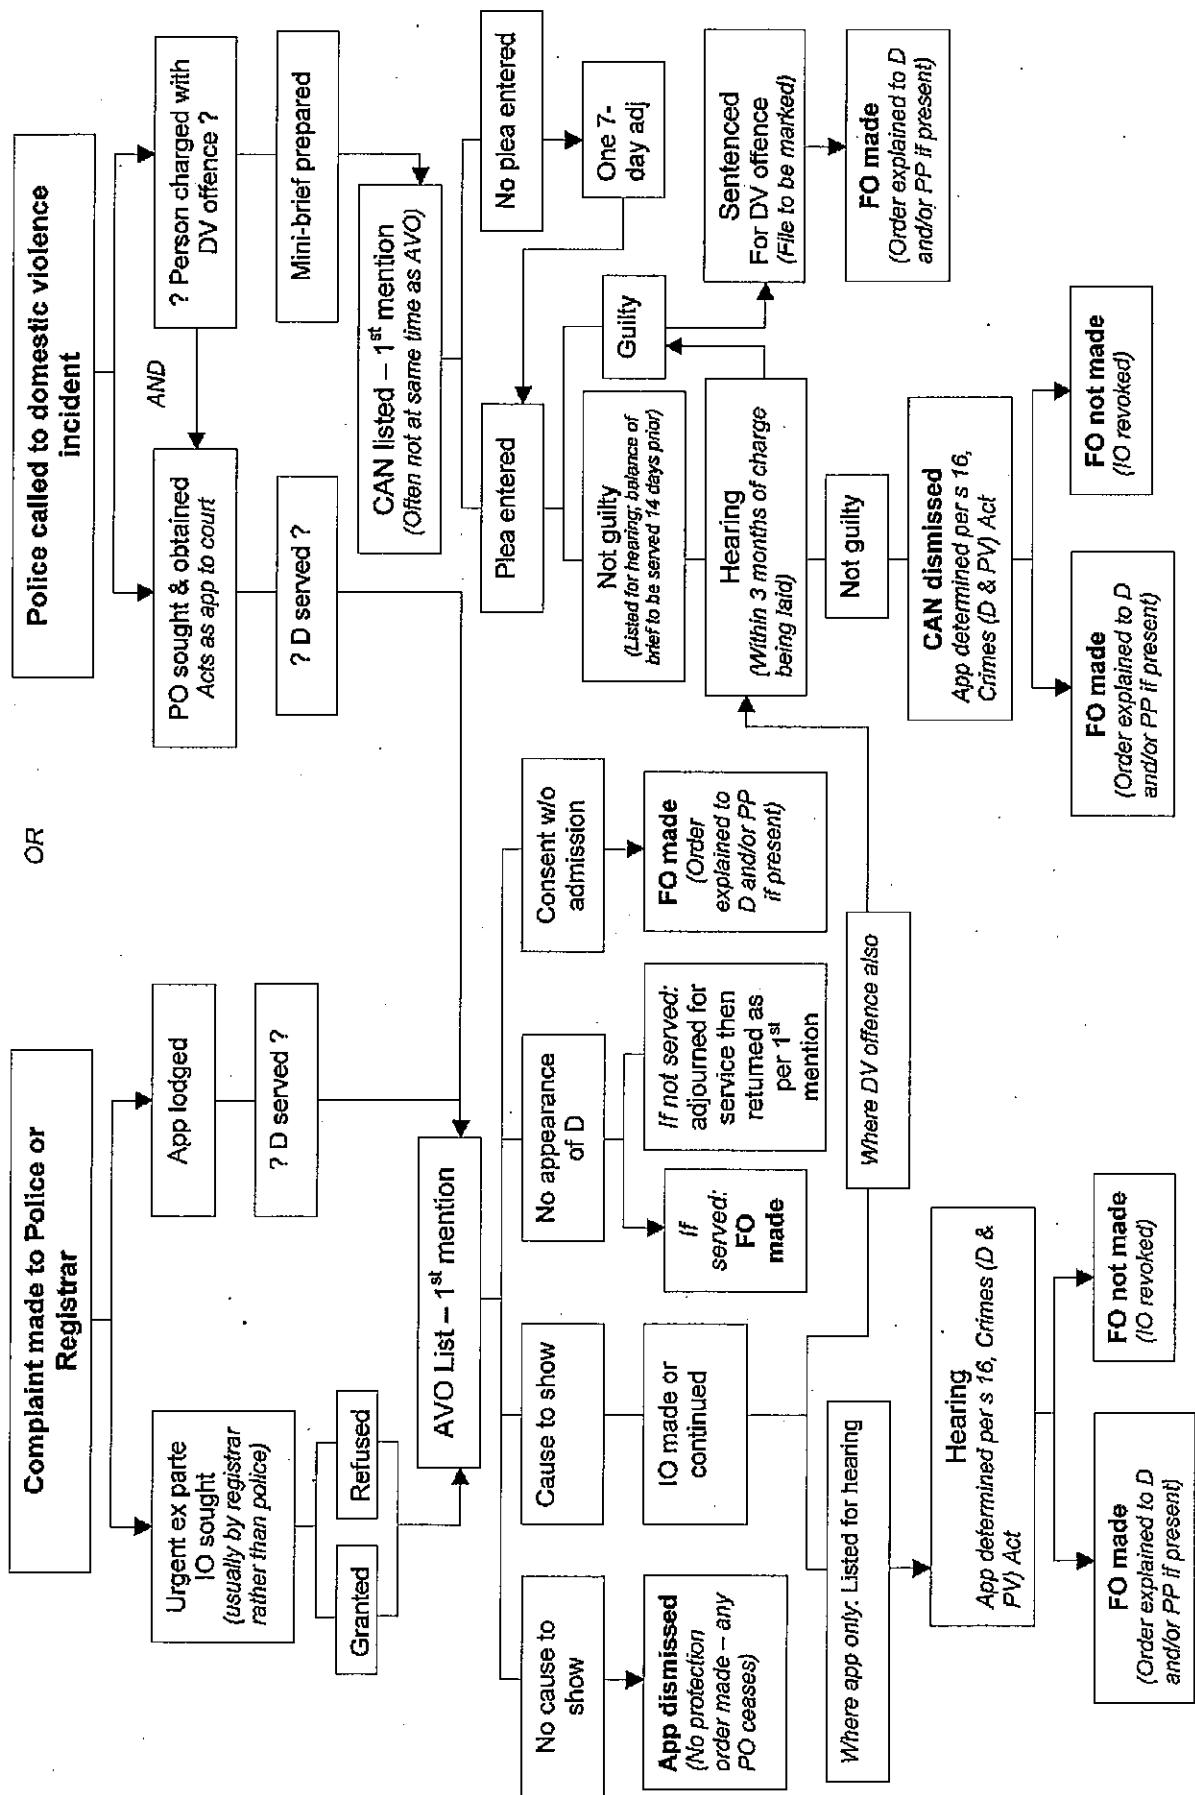 Complaint made to Police or
Registrar
OR
Police called to domestic violence
incident
Urgent ex parte
IO sought
(usually by registrar
rather than police)
Granted
Refused
App lodged
? D served ?
PO sought & obtained
Acts as app to court
AND
? Person charged with
DV offence ?
? D served ?
Mini-brief prepared
AVO List – 1st mention
CAN listed – 1st mention
(Often not at same time as AVO)
No cause to
show
App dismissed
(No protection
order made – any
PO ceases)
Cause to show
IO made or
continued
No appearance
of D
If
served:
FO
made
If not served:
adjourned for
service then
returned as
per 1st
mention
Consent w/o
admission
FO made
(Order
explained to
D and/or PP
if present)
Plea entered
No plea entered
One 7-
day adj
Not guilty
(Listed for hearing; balance of
brief to be served 14 days prior)
Guilty
Sentenced
For DV offence
(File to be marked)
FO made
(Order explained to D
and/or PP if present)
Hearing
(Within 3 months of charge
being laid)
Not guilty
CAN dismissed
App determined per s 16,
Crimes (D & PV) Act
FO made
(Order explained to D
and/or PP if present)
FO not made
(IO revoked)
Where app only: Listed for hearing
Where DV offence also
Hearing
App determined per s 16, Crimes (D &
PV) Act
FO made
(Order explained to D
and/or PP if present)
FO not made
(IO revoked)